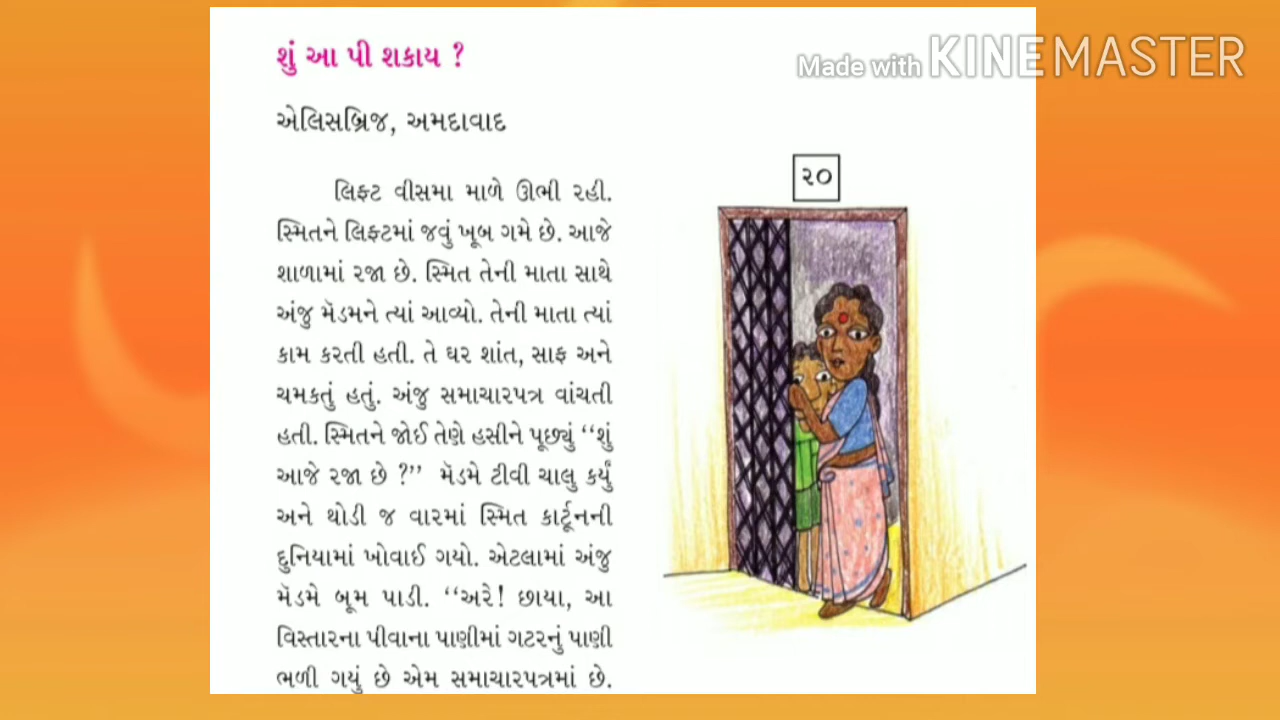 શું આ પી શકાય ?
Made with KINEMASTER
એલિસબ્રિજ, અમદાવાદ
૨૦
લિફ્ટ વીસમા માળે ઊભી રહી.
સ્મિતને લિફ્ટમાં જવું ખૂબ ગમે છે. આજે
શાળામાં રજા છે. સ્મિત તેની માતા સાથે
અંજુ મૅડમને ત્યાં આવ્યો. તેની માતા ત્યાં
કામ કરતી હતી. તે ઘર શાંત, સાફ અને
ચમકતું હતું. અંજુ સમાચારપત્ર વાંચતી
હતી. સ્મિતને જોઈ તેણે હસીને પૂછ્યું ‘‘શું
આજે રજા છે ?’’ મૅડમે ટીવી ચાલુ કર્યું
અને થોડી જ વારમાં સ્મિત કાર્ટૂનની
દુનિયામાં ખોવાઈ ગયો. એટલામાં અંજુ
મૅડમે બૂમ પાડી. ‘‘અરે! છાયા, આ
વિસ્તારના પીવાના પાણીમાં ગટરનું પાણી
ભળી ગયું છે એમ સમાચારપત્રમાં છે.